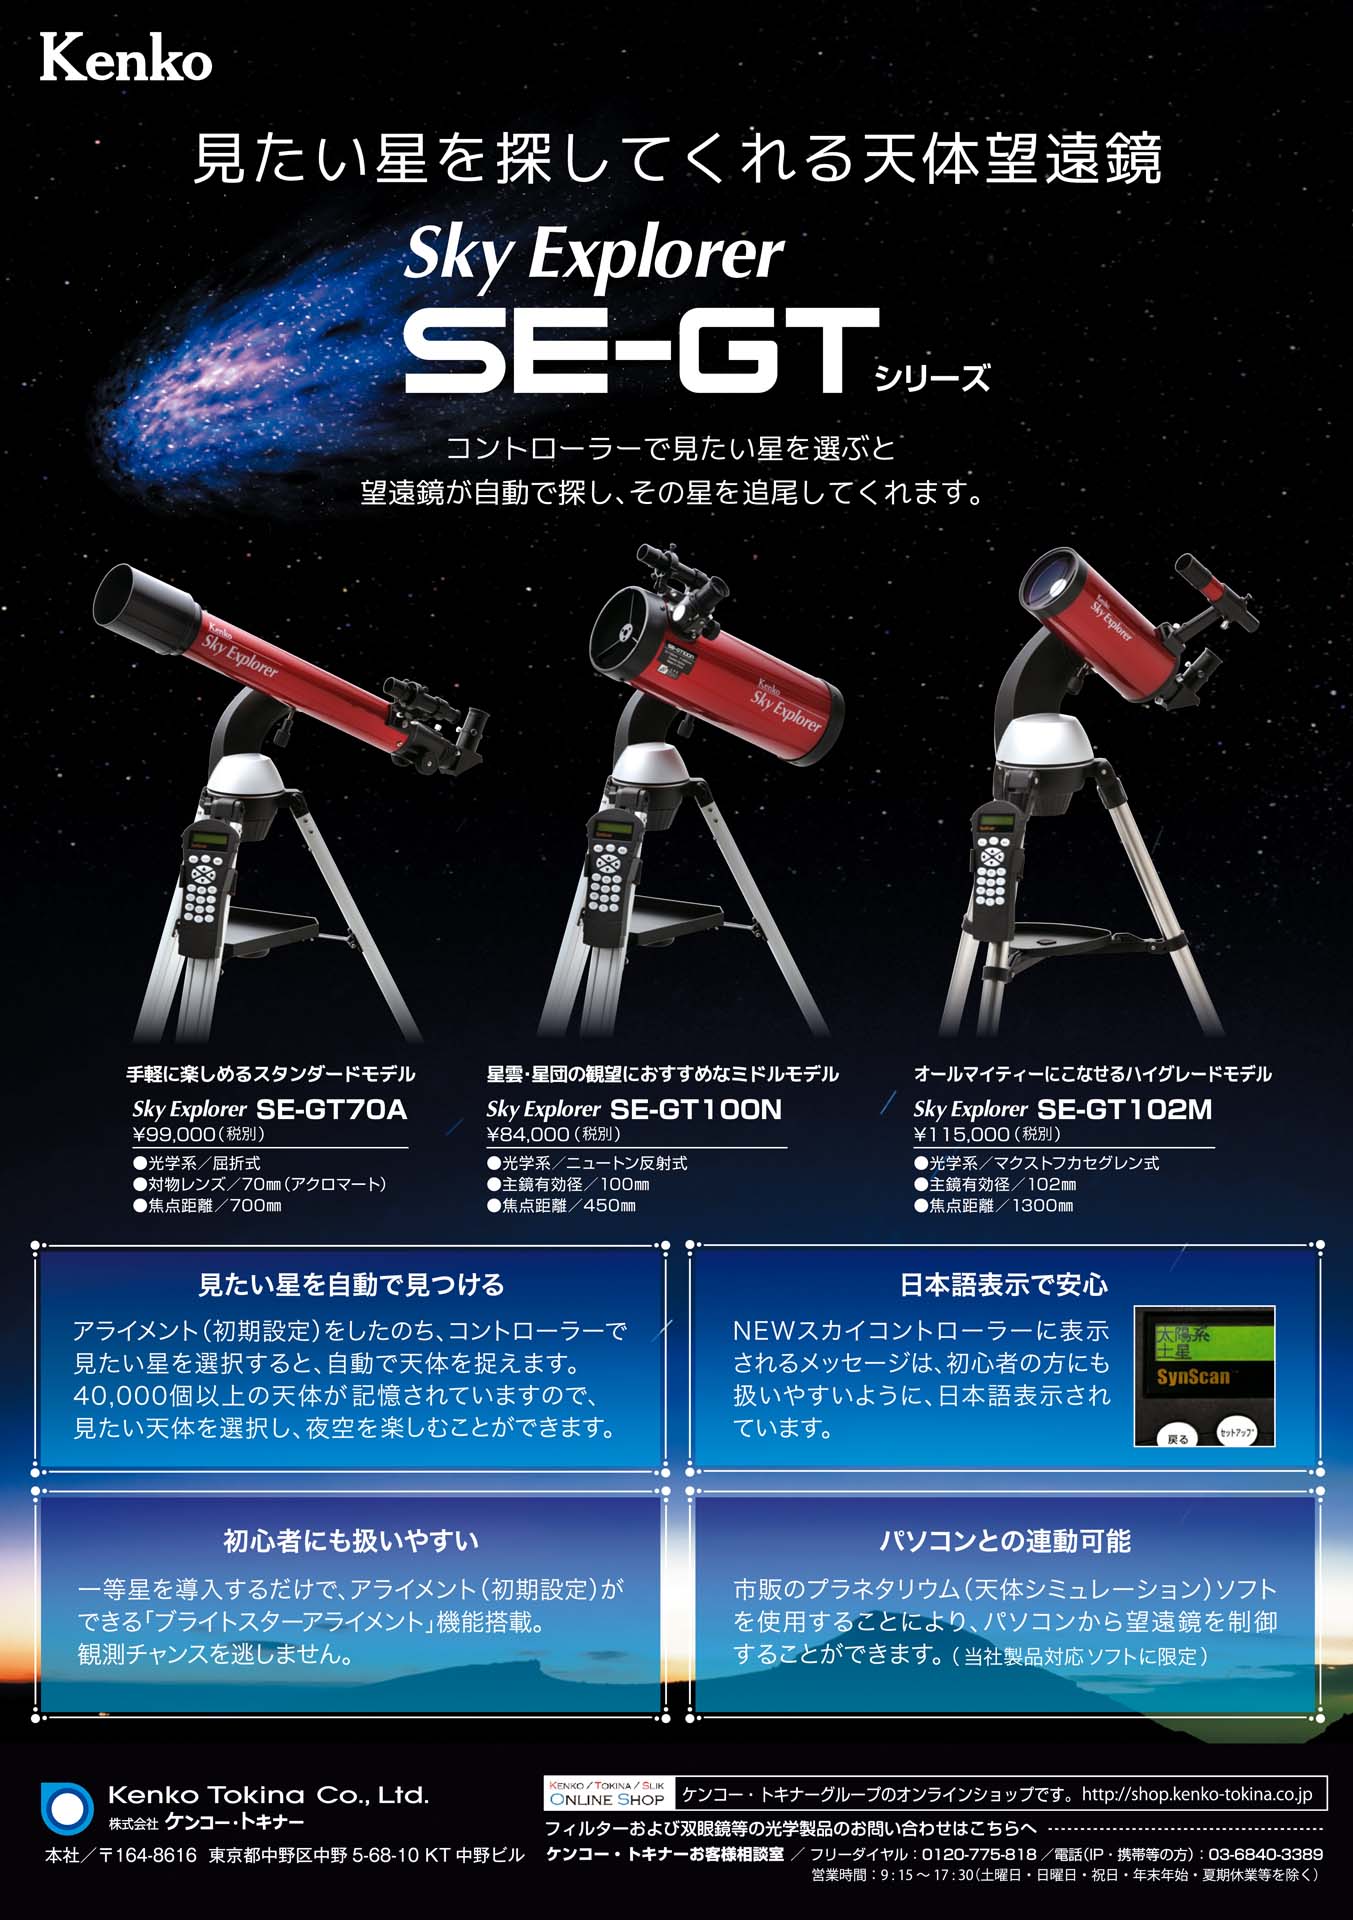 Kenko
見たい星を探してくれる天体望遠鏡
Sky Explorer
SE-GTシリーズ
コントローラーで見たい星を選ぶと
望遠鏡が自動で探し、その星を追尾してくれます。
Kenko
Sky Explorer
Kenko
Sky Explorer
Kenko
Sky Explorer
手軽に楽しめるスタンダードモデル
Sky Explorer SE-GT70A
¥99,000(税別)
●光学系／屈折式
●対物レンズ／70㎜(アクロマート)
●焦点距離／700㎜
星雲・星団の観望におすすめなミドルモデル
Sky Explorer SE-GT100N
¥84,000(税別)
●光学系／ニュートン反射式
●主鏡有効径／100㎜
●焦点距離／450㎜
オールマイティーにこなせるハイグレードモデル
Sky Explorer SE-GT102M
¥115,000(税別)
●光学系／マクストフカセグレン式
●主鏡有効径／102㎜
●焦点距離／1300㎜
見たい星を自動で見つける
アライメント(初期設定)をしたのち、コントローラーで
見たい星を選択すると、自動で天体を捉えます。
40,000個以上の天体が記憶されていますので、
見たい天体を選択し、夜空を楽しむことができます。
日本語表示で安心
NEWスカイコントローラーに表示
されるメッセージは、初心者の方にも
扱いやすいように、日本語表示され
ています。
太陽系
土星
SynScan™
戻る
セットアップ
初心者にも扱いやすい
一等星を導入するだけで、アライメント(初期設定)が
できる「ブライトスターアライメント」機能搭載。
観測チャンスを逃しません。
パソコンとの連動可能
市販のプラネタリウム(天体シミュレーション)ソフト
を使用することにより、パソコンから望遠鏡を制御
することができます。(当社製品対応ソフトに限定)
Kenko Tokina Co., Ltd.
株式会社 ケンコー・トキナー
本社／〒164-8616 東京都中野区中野 5-68-10 KT 中野ビル
KENKO / TOKINA / SLIK
ONLINE SHOP
ケンコー・トキナーグループのオンラインショップです。http://shop.kenko-tokina.co.jp
フィルターおよび双眼鏡等の光学製品のお問い合わせはこちらへ
ケンコー・トキナーお客様相談室 ／ フリーダイヤル：0120-775-818 ／電話(IP・携帯等の方)：03-6840-3389
営業時間：9：15～17：30(土曜日・日曜日・祝日・年末年始・夏期休業等を除く)